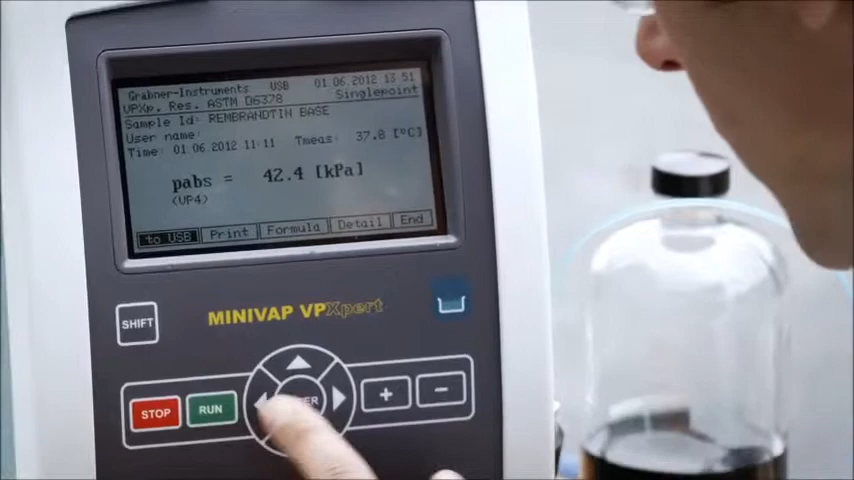 Grabner-Instruments USB 01 06.2012 13 51
VPXp. Res. ASTM D6378 Singlepoint
Sample Id: REMBRANDTIN BASE
User name:
Time: 01 06.2012 11:11 Tmeas: 37.8 [°C]
pabs = 42.4 [kPa]
(VP4)
to USB Print Formula Detail End
SHIFT
MINIVAP VPXpert
STOP RUN + −